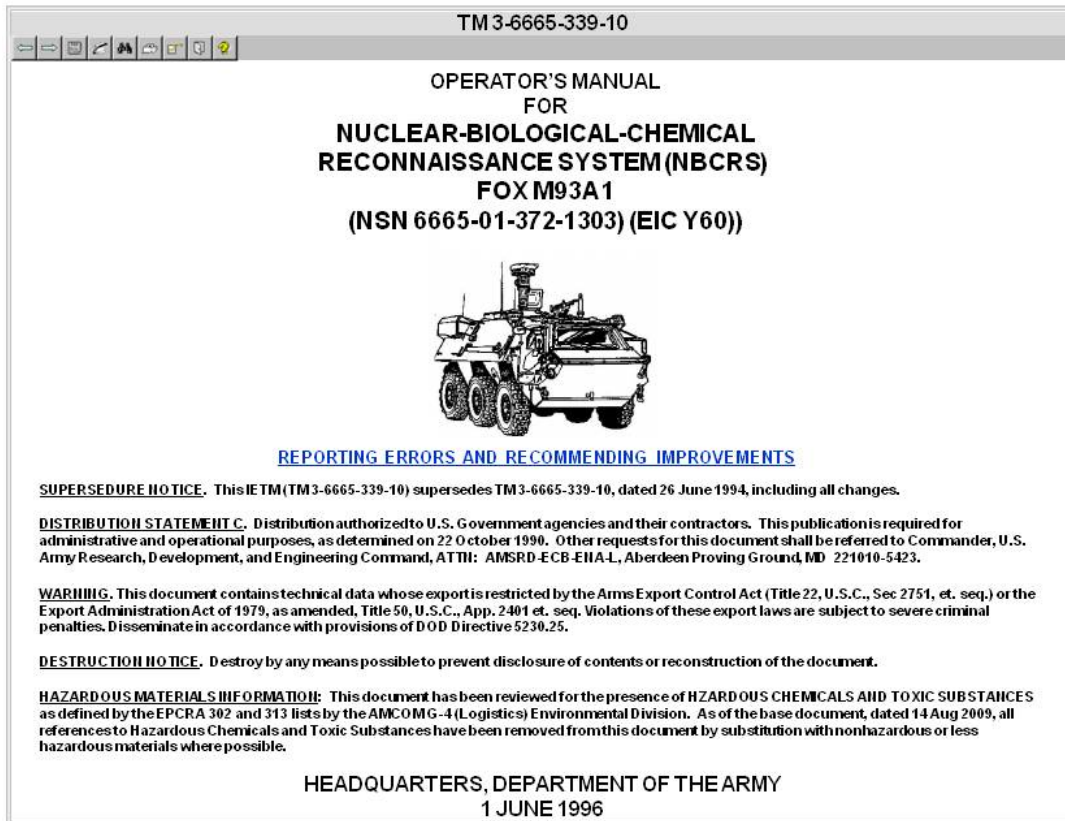 TM 3-6665-339-10
OPERATOR'S MANUAL
FOR
NUCLEAR-BIOLOGICAL-CHEMICAL
RECONNAISSANCE SYSTEM (NBCRS)
FOX M93A1
(NSN 6665-01-372-1303) (EIC Y60))
REPORTING ERRORS AND RECOMMENDING IMPROVEMENTS
SUPERSEDURE NOTICE. This IETM (TM 3-6665-339-10) supersedes TM 3-6665-339-10, dated 26 June 1994, including all changes.
DISTRIBUTION STATEMENT C. Distribution authorized to U.S. Government agencies and their contractors. This publication is required for
administrative and operational purposes, as determined on 22 October 1990. Other requests for this document shall be referred to Commander, U.S.
Army Research, Development, and Engineering Command, ATTN: AMSRD-ECB-ENA-L, Aberdeen Proving Ground, MD 221010-5423.
WARNING. This document contains technical data whose export is restricted by the Arms Export Control Act (Title 22, U.S.C., Sec 2751, et. seq.) or the
Export Administration Act of 1979, as amended, Title 50, U.S.C., App. 2401 et. seq. Violations of these export laws are subject to severe criminal
penalties. Disseminate in accordance with provisions of DOD Directive 5230.25.
DESTRUCTION NOTICE. Destroy by any means possible to prevent disclosure of contents or reconstruction of the document.
HAZARDOUS MATERIALS INFORMATION: This document has been reviewed for the presence of HZARDOUS CHEMICALS AND TOXIC SUBSTANCES
as defined by the EPCRA 302 and 313 lists by the AMCOM G-4 (Logistics) Environmental Division. As of the base document, dated 14 Aug 2009, all
references to Hazardous Chemicals and Toxic Substances have been removed from this document by substitution with nonhazardous or less
hazardous materials where possible.
HEADQUARTERS, DEPARTMENT OF THE ARMY
1 JUNE 1996